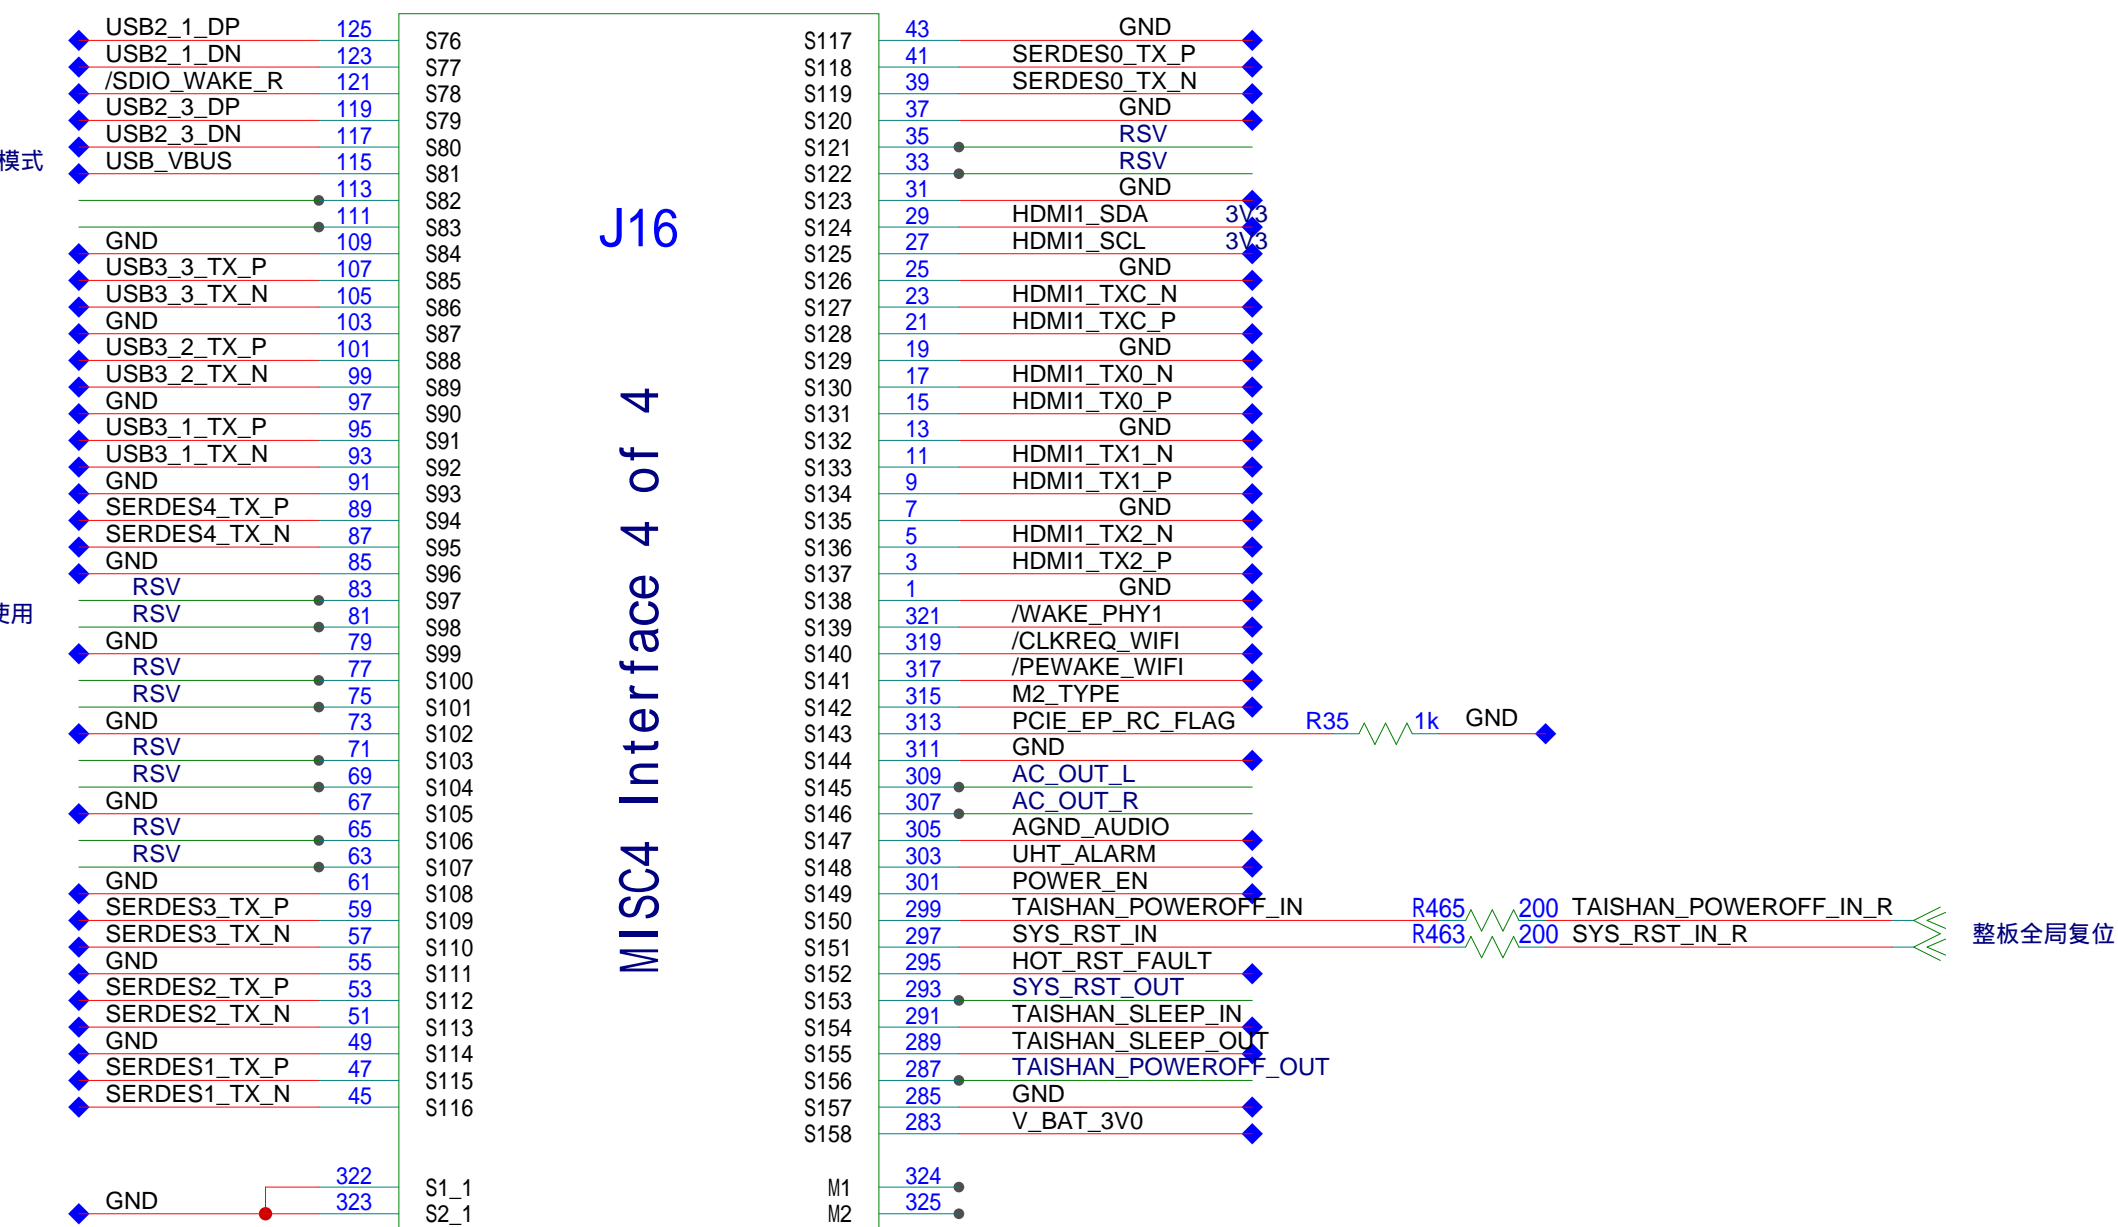 USB2_1_DP 125 S76 S117 43 GND
USB2_1_DN 123 S77 S118 41 SERDES0_TX_P
/SDIO_WAKE_R 121 S78 S119 39 SERDES0_TX_N
USB2_3_DP 119 S79 S120 37 GND
USB2_3_DN 117 S80 S121 35 RSV
模式 USB_VBUS 115 S81 S122 33 RSV
113 S82 S123 31 GND
111 S83 S124 29 HDMI1_SDA 3V3
J16
GND 109 S84 S125 27 HDMI1_SCL 3V3
USB3_3_TX_P 107 S85 S126 25 GND
USB3_3_TX_N 105 S86 S127 23 HDMI1_TXC_N
GND 103 S87 S128 21 HDMI1_TXC_P
USB3_2_TX_P 101 S88 S129 19 GND
USB3_2_TX_N 99 S89 S130 17 HDMI1_TX0_N
GND 97 S90 S131 15 HDMI1_TX0_P
USB3_1_TX_P 95 S91 S132 13 GND
USB3_1_TX_N 93 S92 S133 11 HDMI1_TX1_N
GND 91 S93 S134 9 HDMI1_TX1_P
SERDES4_TX_P 89 S94 S135 7 GND
SERDES4_TX_N 87 S95 S136 5 HDMI1_TX2_N
GND 85 S96 S137 3 HDMI1_TX2_P
RSV 83 S97 S138 1 GND
使用 RSV 81 S98 S139 321 /WAKE_PHY1
GND 79 S99 S140 319 /CLKREQ_WIFI
RSV 77 S100 S141 317 /PEWAKE_WIFI
RSV 75 S101 S142 315 M2_TYPE
GND 73 S102 S143 313 PCIE_EP_RC_FLAG R35 1k GND
RSV 71 S103 S144 311 GND
RSV 69 S104 S145 309 AC_OUT_L
GND 67 S105 S146 307 AC_OUT_R
RSV 65 S106 S147 305 AGND_AUDIO
RSV 63 S107 S148 303 UHT_ALARM
GND 61 S108 S149 301 POWER_EN
SERDES3_TX_P 59 S109 S150 299 TAISHAN_POWEROFF_IN R465 200 TAISHAN_POWEROFF_IN_R
SERDES3_TX_N 57 S110 S151 297 SYS_RST_IN R463 200 SYS_RST_IN_R 整板全局复位
GND 55 S111 S152 295 HOT_RST_FAULT
SERDES2_TX_P 53 S112 S153 293 SYS_RST_OUT
SERDES2_TX_N 51 S113 S154 291 TAISHAN_SLEEP_IN
GND 49 S114 S155 289 TAISHAN_SLEEP_OUT
SERDES1_TX_P 47 S115 S156 287 TAISHAN_POWEROFF_OUT
SERDES1_TX_N 45 S116 S157 285 GND
S158 283 V_BAT_3V0
MISC4 Interface 4 of 4
322 S1_1 M1 324
GND 323 S2_1 M2 325